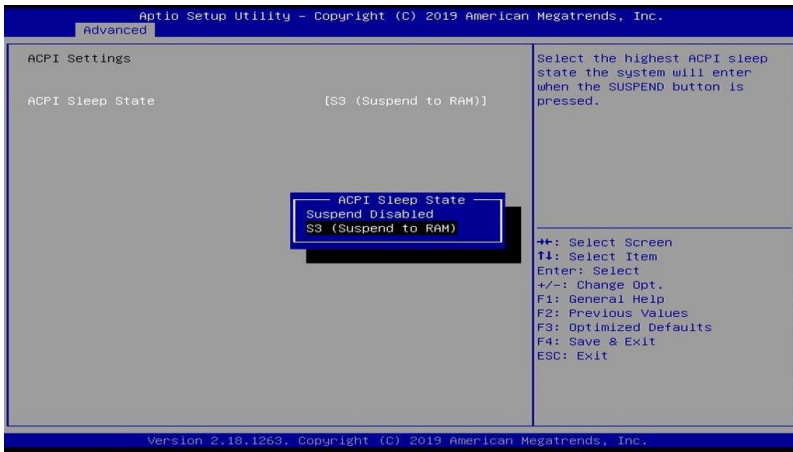 Aptio Setup Utility – Copyright (C) 2019 American Megatrends, Inc.
Advanced
ACPI Settings
ACPI Sleep State [S3 (Suspend to RAM)]
Select the highest ACPI sleep
state the system will enter
when the SUSPEND button is
pressed.
ACPI Sleep State
Suspend Disabled
S3 (Suspend to RAM)
→←: Select Screen
↑↓: Select Item
Enter: Select
+/-: Change Opt.
F1: General Help
F2: Previous Values
F3: Optimized Defaults
F4: Save & Exit
ESC: Exit
Version 2.18.1263. Copyright (C) 2019 American Megatrends, Inc.